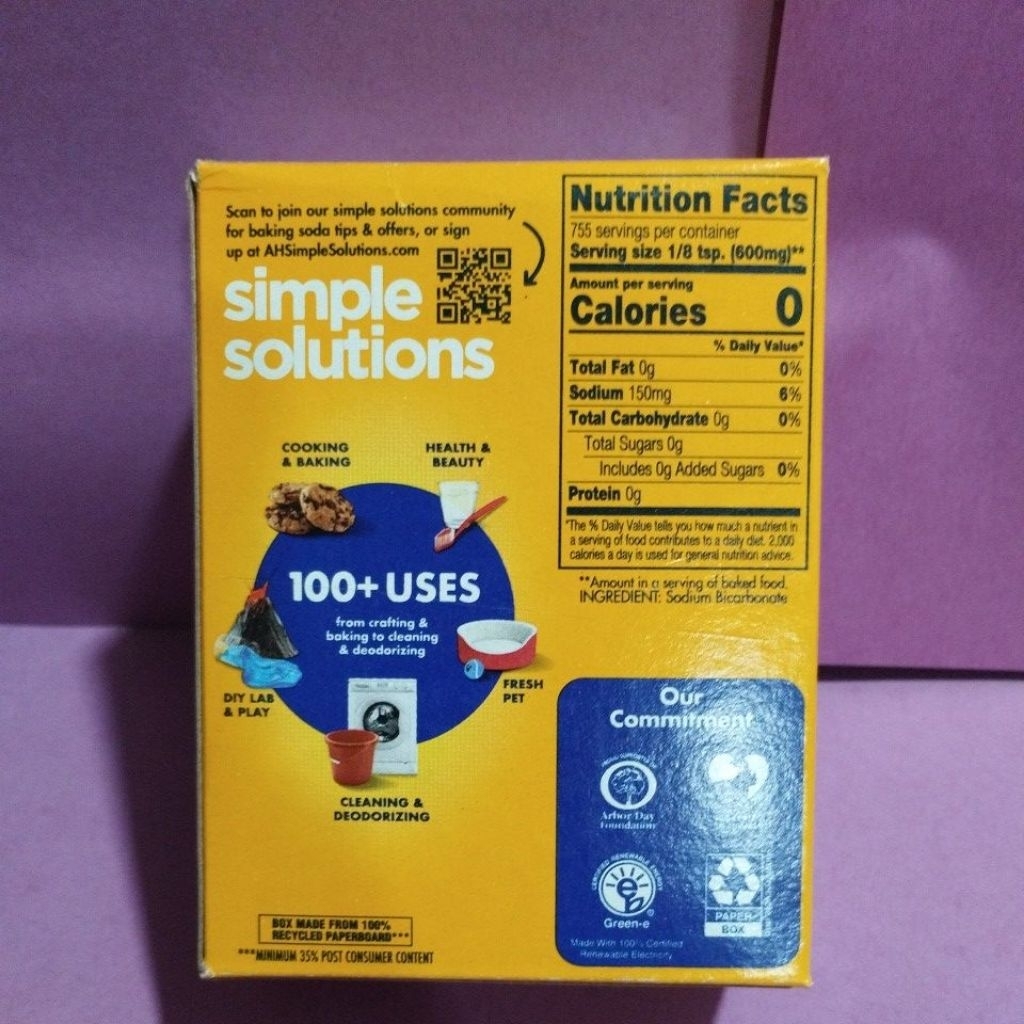 Scan to join our simple solutions community
for baking soda tips & offers, or sign
up at AHSimpleSolutions.com
simple
solutions
COOKING
& BAKING
HEALTH &
BEAUTY
100+ USES
from crafting &
baking to cleaning
& deodorizing
DIY LAB
& PLAY
FRESH
PET
CLEANING &
DEODORIZING
BOX MADE FROM 100%
RECYCLED PAPERBOARD***
***MINIMUM 35% POST CONSUMER CONTENT
Nutrition Facts
755 servings per container
Serving size 1/8 tsp. (600mg)**
Amount per serving
Calories 0
% Daily Value*
Total Fat 0g 0%
Sodium 150mg 6%
Total Carbohydrate 0g 0%
Total Sugars 0g
Includes 0g Added Sugars 0%
Protein 0g
*The % Daily Value tells you how much a nutrient in
a serving of food contributes to a daily diet. 2,000
calories a day is used for general nutrition advice.
**Amount in a serving of baked food.
INGREDIENT: Sodium Bicarbonate
Our
Commitment
Arbor Day
Foundation
CERTIFIED RENEWABLE ENERGY
Green-e
PAPER
BOX
Made With 100% Certified
Renewable Electricity